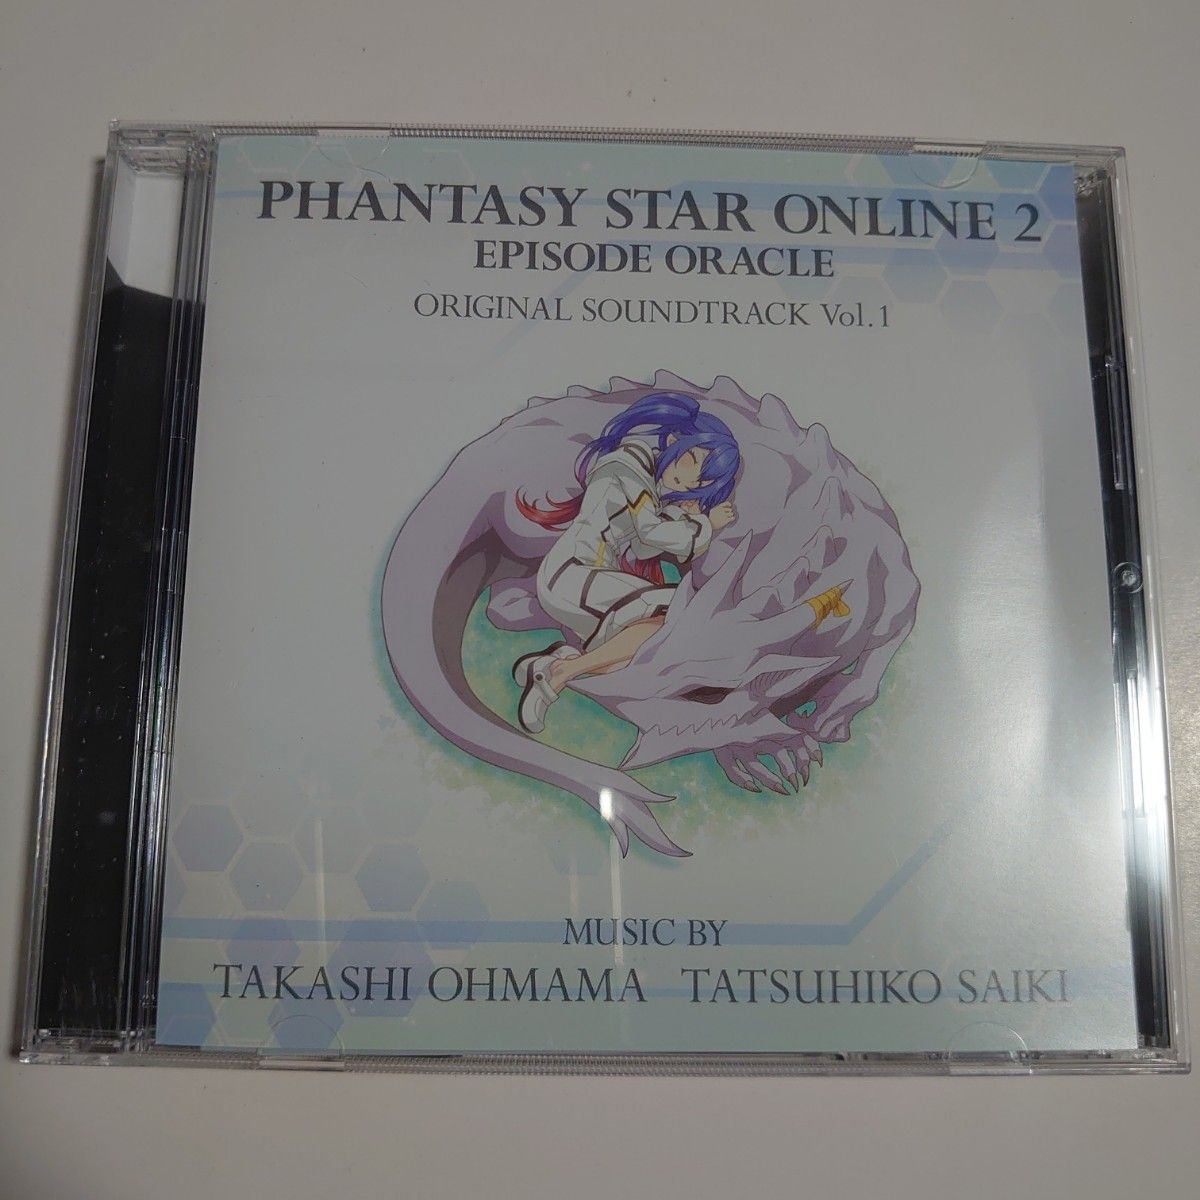 PHANTASY STAR ONLINE 2
EPISODE ORACLE
ORIGINAL SOUNDTRACK Vol.1
MUSIC BY
TAKASHI OHMAMA TATSUHIKO SAIKI